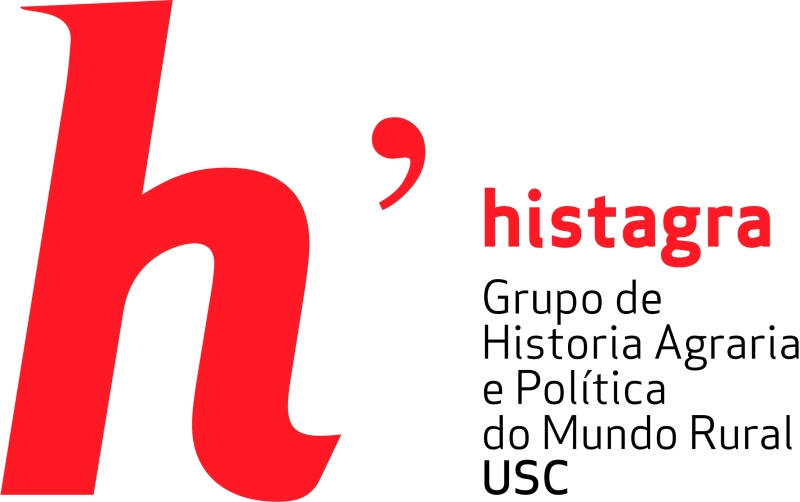 h’
histagra
Grupo de
Historia Agraria
e Política
do Mundo Rural
USC